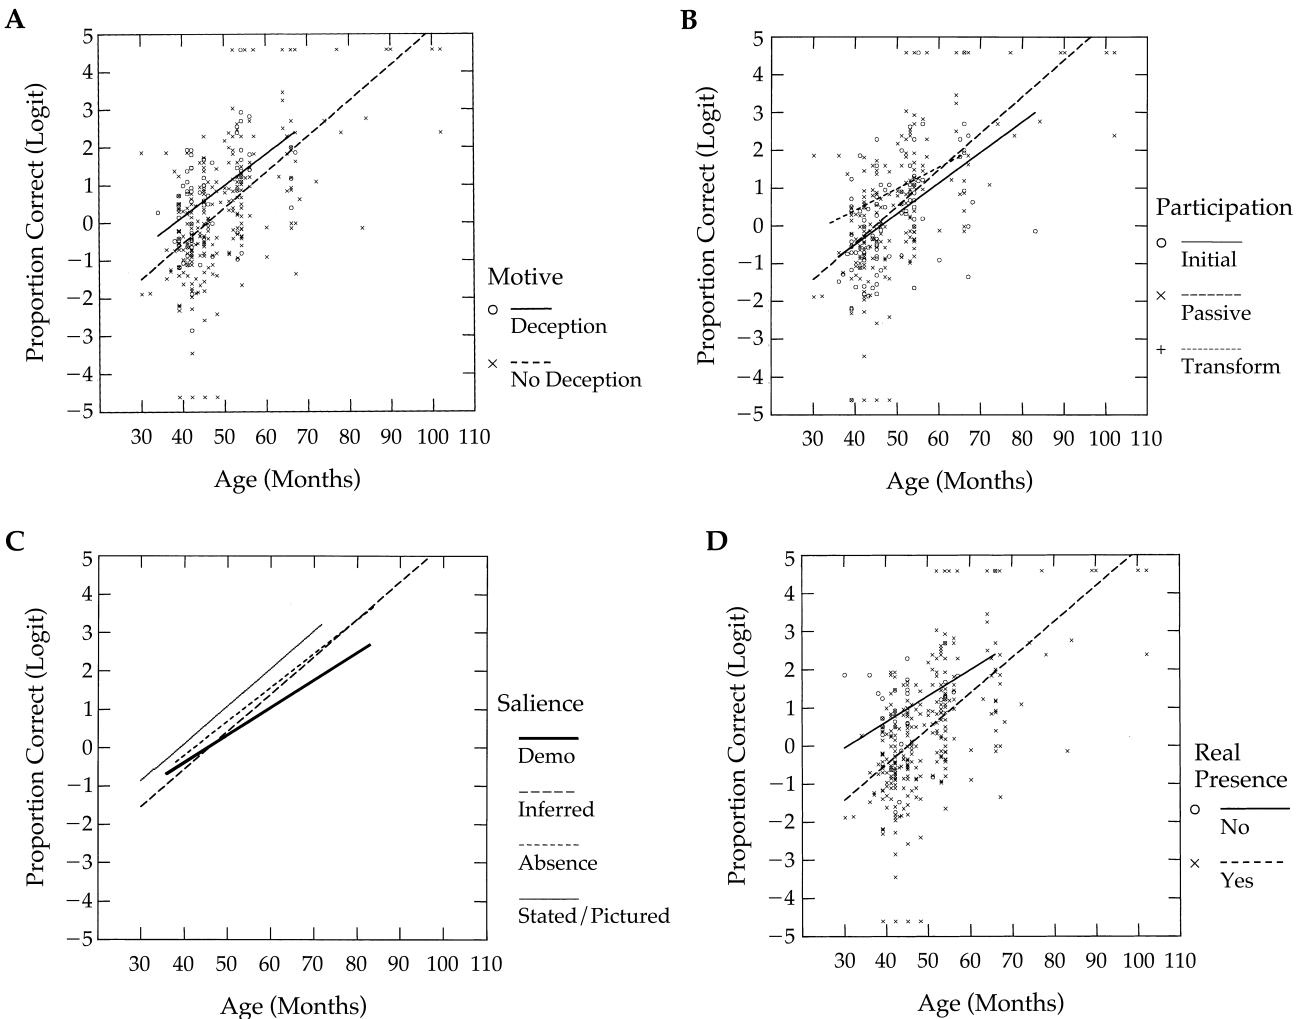 A
5
4
3
2
1
0
−1
−2
−3
−4
−5
Proportion Correct (Logit)
30 40 50 60 70 80 90 100 110
Age (Months)
Motive
Deception
No Deception
B
5
4
3
2
1
0
−1
−2
−3
−4
−5
Proportion Correct (Logit)
30 40 50 60 70 80 90 100 110
Age (Months)
Participation
Initial
Passive
Transform
C
5
4
3
2
1
0
−1
−2
−3
−4
−5
Proportion Correct (Logit)
30 40 50 60 70 80 90 100 110
Age (Months)
Salience
Demo
Inferred
Absence
Stated/Pictured
D
5
4
3
2
1
0
−1
−2
−3
−4
−5
Proportion Correct (Logit)
30 40 50 60 70 80 90 100 110
Age (Months)
Real
Presence
No
Yes